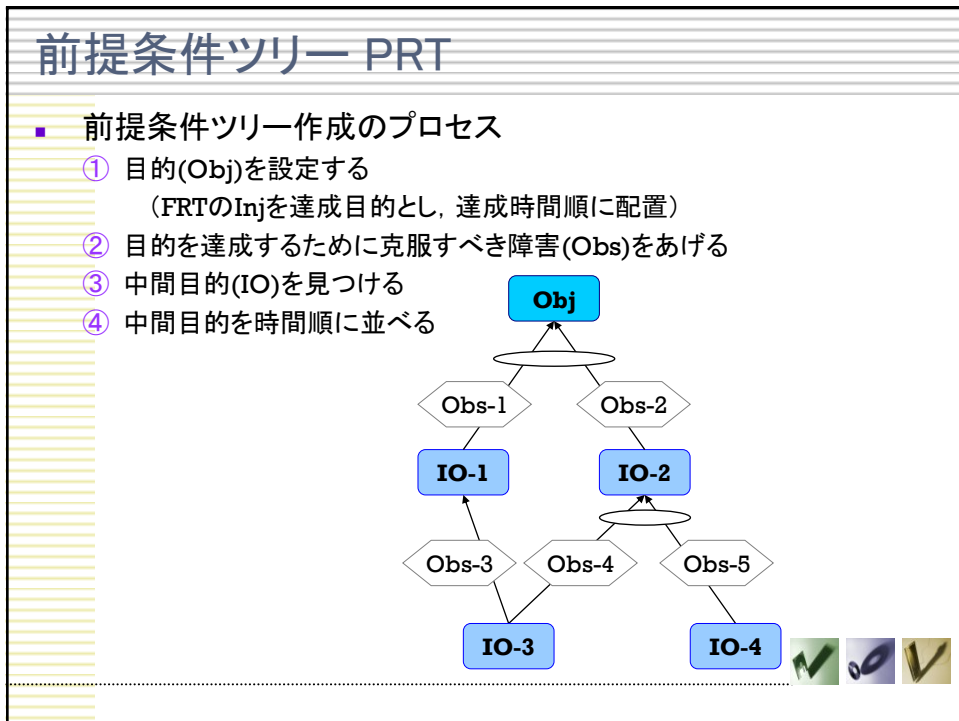 前提条件ツリー PRT
▪ 前提条件ツリー作成のプロセス
① 目的(Obj)を設定する
（FRTのInjを達成目的とし，達成時間順に配置）
② 目的を達成するために克服すべき障害(Obs)をあげる
③ 中間目的(IO)を見つける
④ 中間目的を時間順に並べる
Obj
Obs-1
Obs-2
IO-1
IO-2
Obs-3
Obs-4
Obs-5
IO-3
IO-4